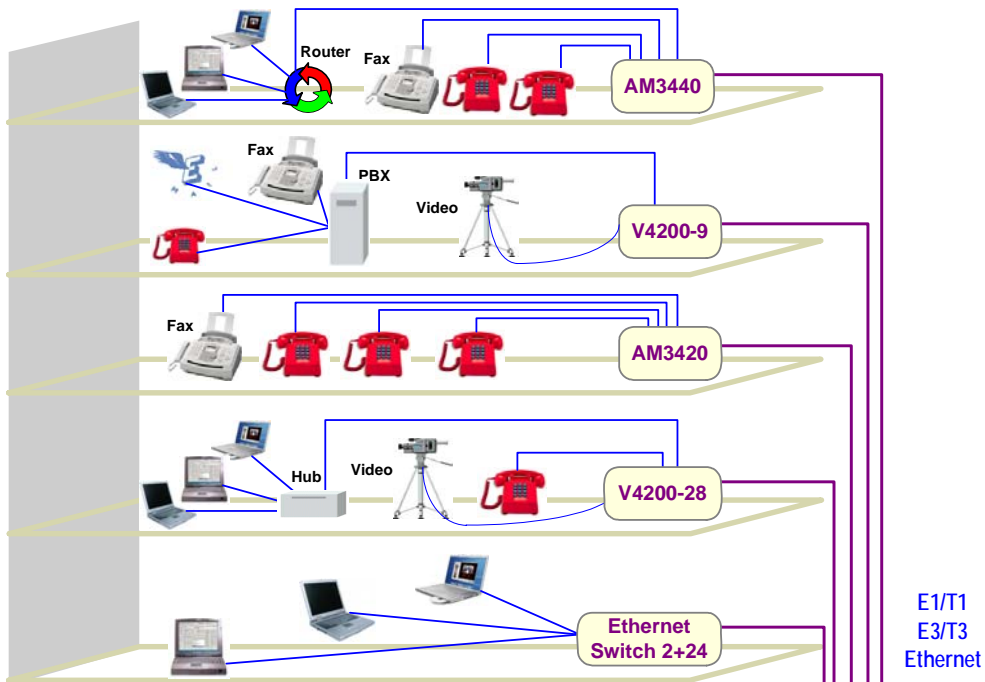 Router
Fax
AM3440
Fax
PBX
Video
V4200-9
Fax
AM3420
Hub
Video
V4200-28
Ethernet
Switch 2+24
E1/T1
E3/T3
Ethernet